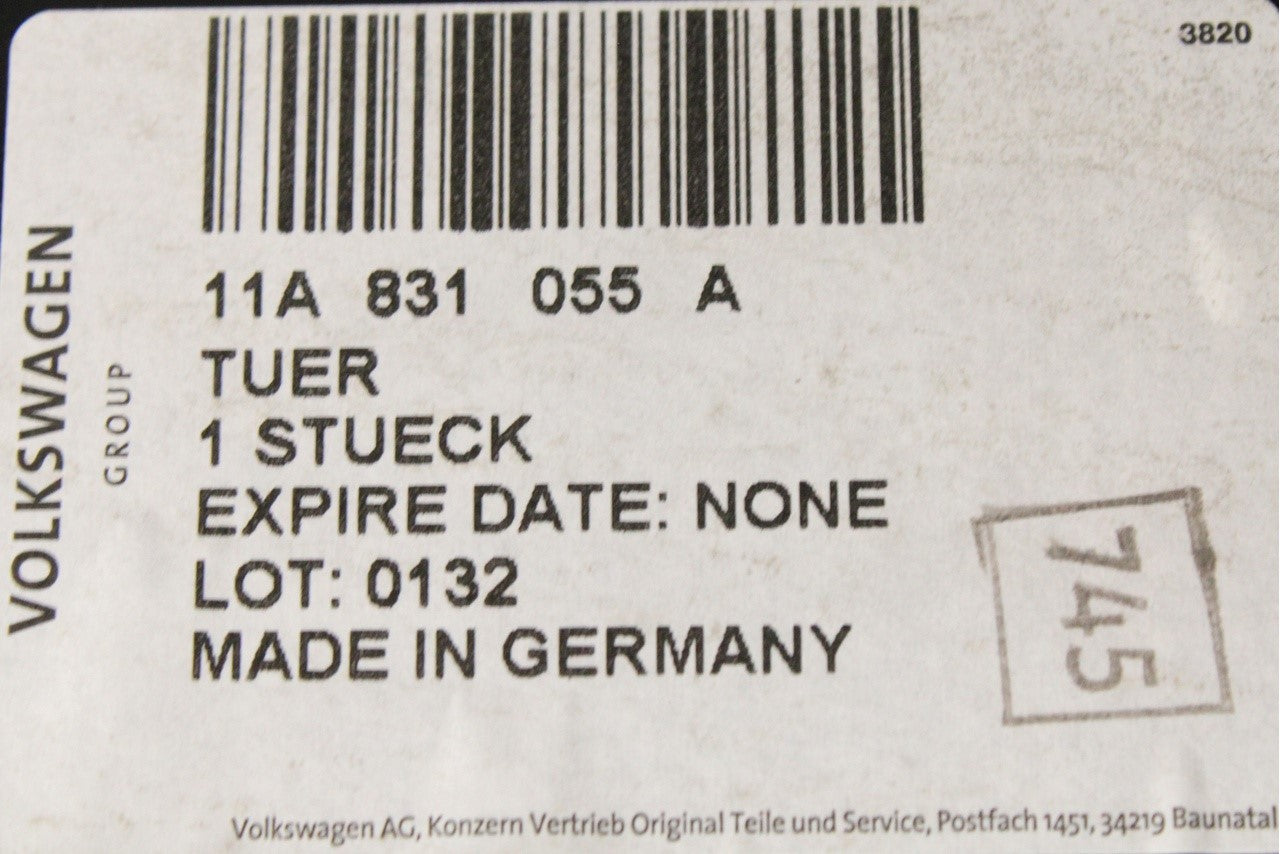 3820
VOLKSWAGEN
GROUP
11A 831 055 A
TUER
1 STUECK
EXPIRE DATE: NONE
LOT: 0132
MADE IN GERMANY
745
Volkswagen AG, Konzern Vertrieb Original Teile und Service, Postfach 1451, 34219 Baunatal